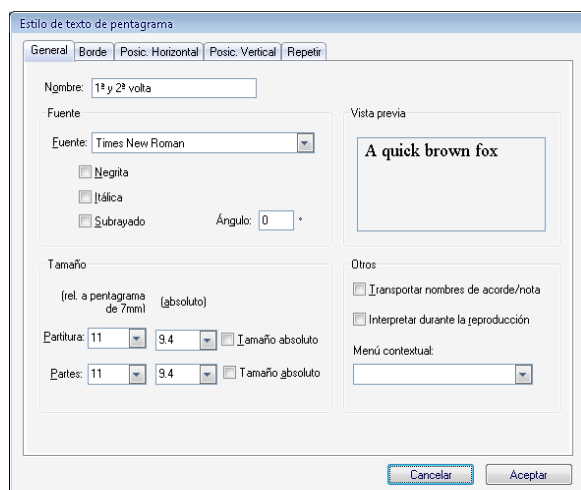 Estilo de texto de pentagrama
General Borde Posic. Horizontal Posic. Vertical Repetir
Nombre: 1ª y 2ª volta
Fuente
Fuente: Times New Roman
Negrita
Itálica
Subrayado
Ángulo: 0 °
Vista previa
A quick brown fox
Tamaño
(rel. a pentagrama de 7mm)
(absoluto)
Partitura: 11 9.4 Tamaño absoluto
Partes: 11 9.4 Tamaño absoluto
Otros
Transportar nombres de acorde/nota
Interpretar durante la reproducción
Menú contextual:
Cancelar Aceptar